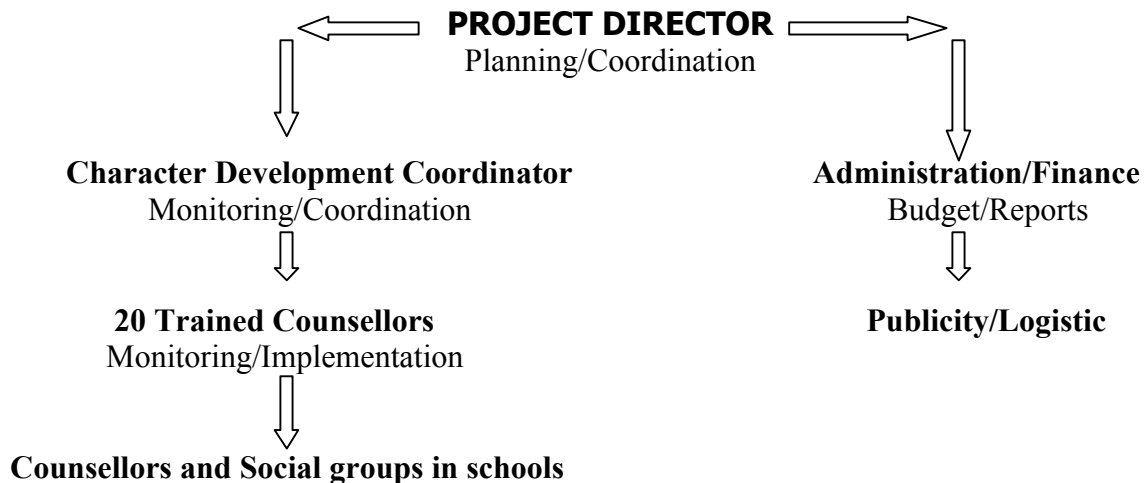 PROJECT DIRECTOR
Planning/Coordination
Character Development Coordinator
Monitoring/Coordination
Administration/Finance
Budget/Reports
20 Trained Counsellors
Monitoring/Implementation
Publicity/Logistic
Counsellors and Social groups in schools